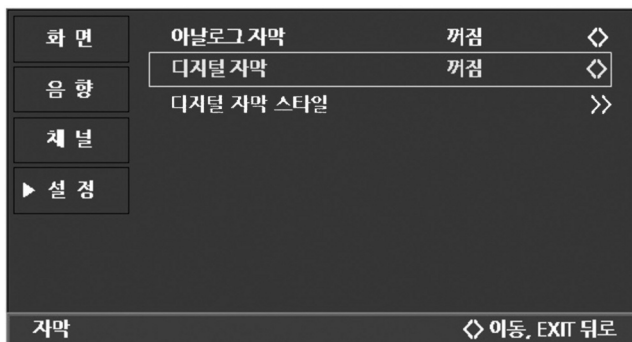 화 면
음 향
채 널
▶ 설 정
아날로그 자막 꺼짐 <>
디지털 자막 꺼짐 <>
디지털 자막 스타일 >>
자막 <> 이동, EXIT 뒤로